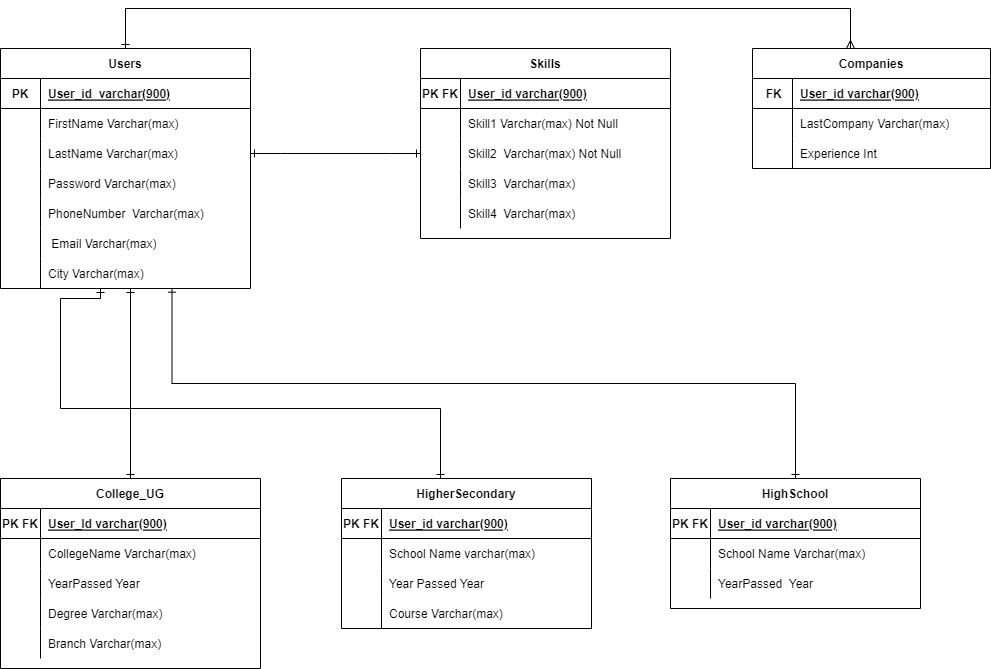 Users
PK User_id  varchar(900)
FirstName Varchar(max)
LastName Varchar(max)
Password Varchar(max)
PhoneNumber  Varchar(max)
Email Varchar(max)
City Varchar(max)
Skills
PK FK User_id varchar(900)
Skill1 Varchar(max) Not Null
Skill2  Varchar(max) Not Null
Skill3  Varchar(max)
Skill4  Varchar(max)
Companies
FK User_id varchar(900)
LastCompany Varchar(max)
Experience Int
College_UG
PK FK User_Id varchar(900)
CollegeName Varchar(max)
YearPassed Year
Degree Varchar(max)
Branch Varchar(max)
HigherSecondary
PK FK User_id varchar(900)
School Name varchar(max)
Year Passed Year
Course Varchar(max)
HighSchool
PK FK User_id varchar(900)
School Name Varchar(max)
YearPassed  Year